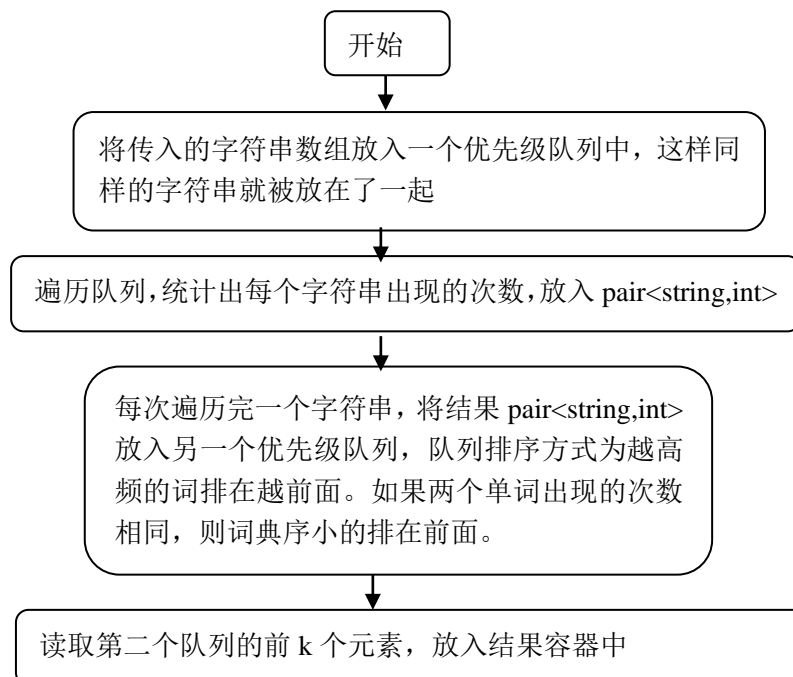 开始
将传入的字符串数组放入一个优先级队列中，这样同
样的字符串就被放在了一起
遍历队列，统计出每个字符串出现的次数，放入 pair<string,int>
每次遍历完一个字符串，将结果 pair<string,int>
放入另一个优先级队列，队列排序方式为越高
频的词排在越前面。如果两个单词出现的次数
相同，则词典序小的排在前面。
读取第二个队列的前 k 个元素，放入结果容器中